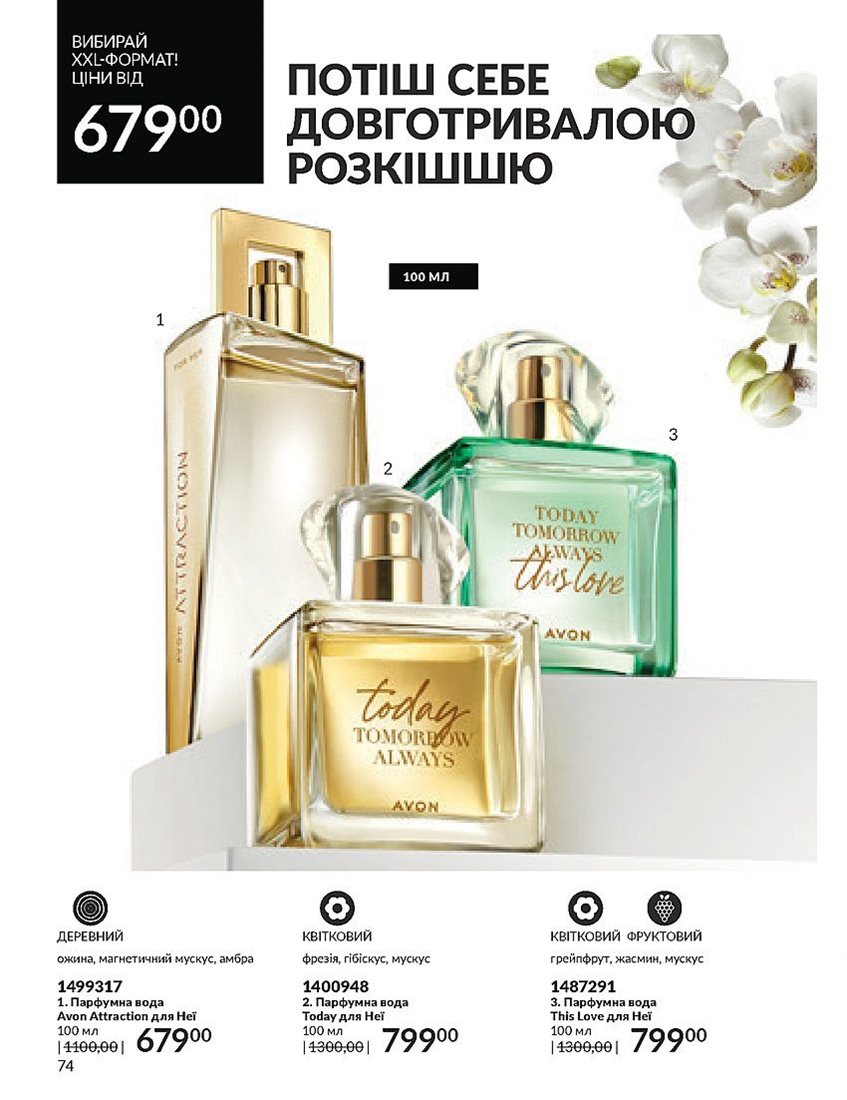 ВИБИРАЙ
XXL-ФОРМАТ!
ЦІНИ ВІД
67900
ПОТІШ СЕБЕ
ДОВГОТРИВАЛОЮ
РОЗКІШШЮ
100 МЛ
1
FOR HER
AVON ATTRACTION
2
today
TOMORROW
ALWAYS
AVON
3
TODAY
TOMORROW
ALWAYS
this love
AVON
ДЕРЕВНИЙ
ожина, магнетичний мускус, амбра
1499317
1. Парфумна вода
Avon Attraction для Неї
100 мл
|1100,00| 67900
КВІТКОВИЙ
фрезія, гібіскус, мускус
1400948
2. Парфумна вода
Today для Неї
100 мл
|1300,00| 79900
КВІТКОВИЙ ФРУКТОВИЙ
грейпфрут, жасмин, мускус
1487291
3. Парфумна вода
This Love для Неї
100 мл
|1300,00| 79900
74